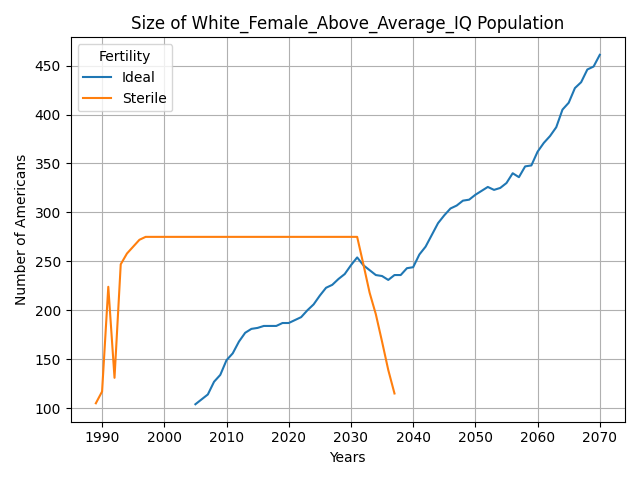 Size of White_Female_Above_Average_IQ Population
Fertility
Ideal
Sterile
Number of Americans
450
400
350
300
250
200
150
100
1990 2000 2010 2020 2030 2040 2050 2060 2070
Years